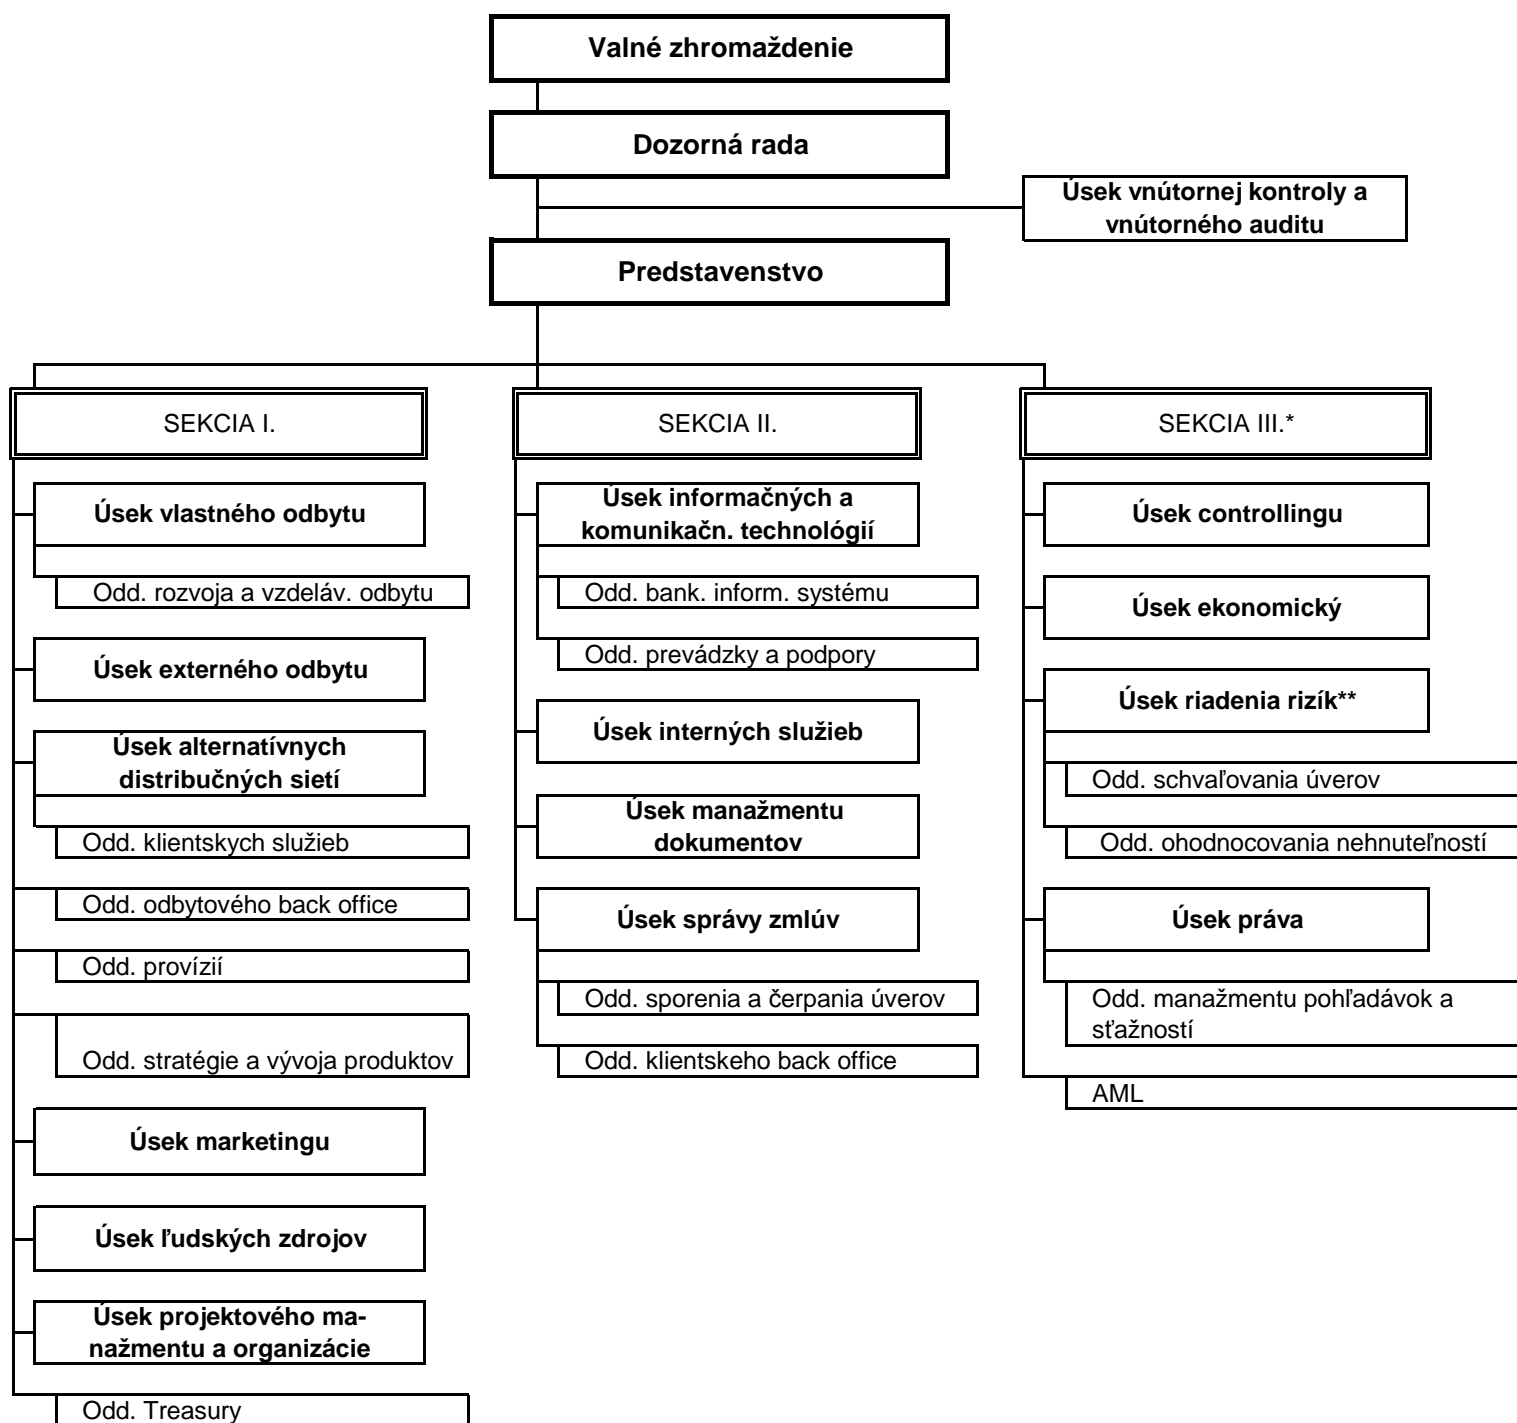 Valné zhromaždenie
Dozorná rada
Úsek vnútornej kontroly a
vnútorného auditu
Predstavenstvo
SEKCIA I.
Úsek vlastného odbytu
Odd. rozvoja a vzdeláv. odbytu
Úsek externého odbytu
Úsek alternatívnych
distribučných sietí
Odd. klientskych služieb
Odd. odbytového back office
Odd. provízií
Odd. stratégie a vývoja produktov
Úsek marketingu
Úsek ľudských zdrojov
Úsek projektového ma-
nažmentu a organizácie
Odd. Treasury
SEKCIA II.
Úsek informačných a
komunikačn. technológií
Odd. bank. inform. systému
Odd. prevádzky a podpory
Úsek interných služieb
Úsek manažmentu
dokumentov
Úsek správy zmlúv
Odd. sporenia a čerpania úverov
Odd. klientskeho back office
SEKCIA III.*
Úsek controllingu
Úsek ekonomický
Úsek riadenia rizík**
Odd. schvaľovania úverov
Odd. ohodnocovania nehnuteľností
Úsek práva
Odd. manažmentu pohľadávok a
sťažností
AML